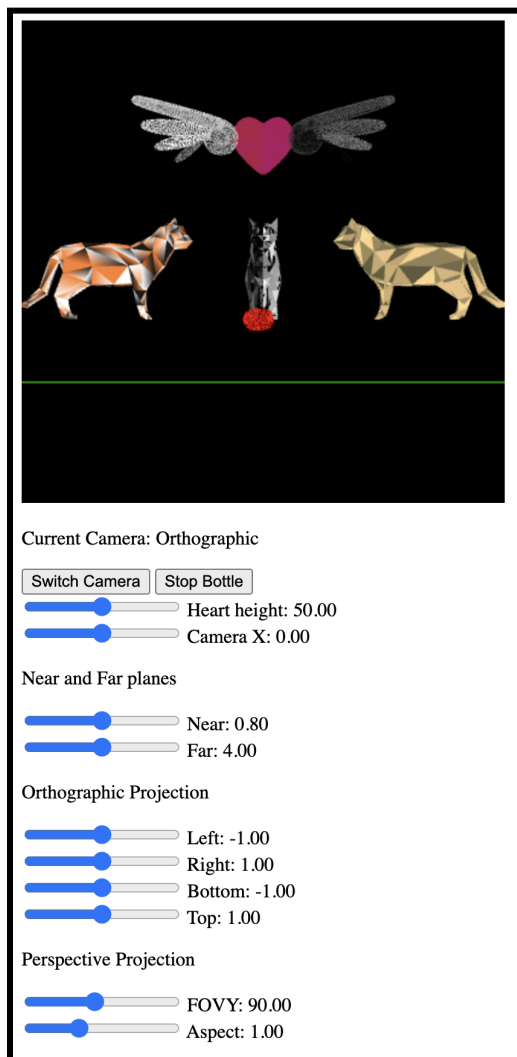 Current Camera: Orthographic
Switch Camera Stop Bottle
Heart height: 50.00
Camera X: 0.00
Near and Far planes
Near: 0.80
Far: 4.00
Orthographic Projection
Left: -1.00
Right: 1.00
Bottom: -1.00
Top: 1.00
Perspective Projection
FOVY: 90.00
Aspect: 1.00